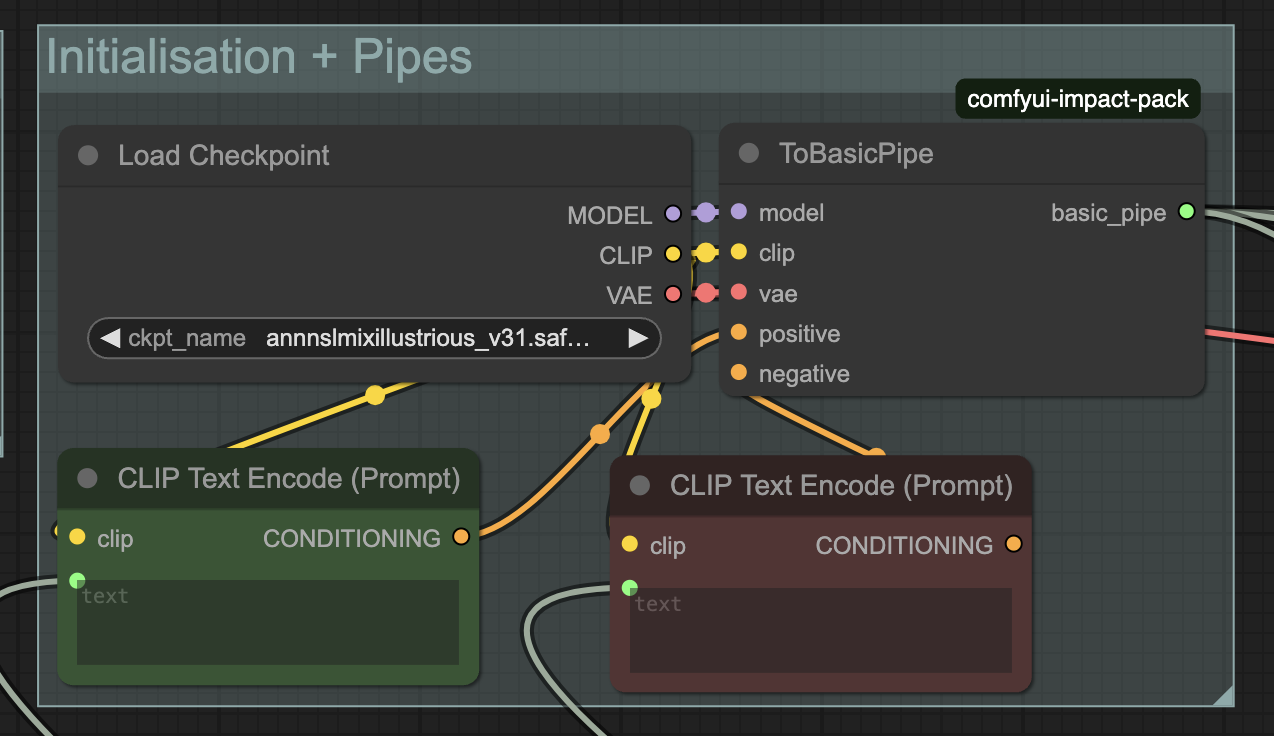 Initialisation + Pipes
comfyui-impact-pack
Load Checkpoint
MODEL
CLIP
VAE
ckpt_name annnslmixillustrious_v31.saf...
ToBasicPipe
model basic_pipe
clip
vae
positive
negative
CLIP Text Encode (Prompt)
clip CONDITIONING
text
CLIP Text Encode (Prompt)
clip CONDITIONING
text